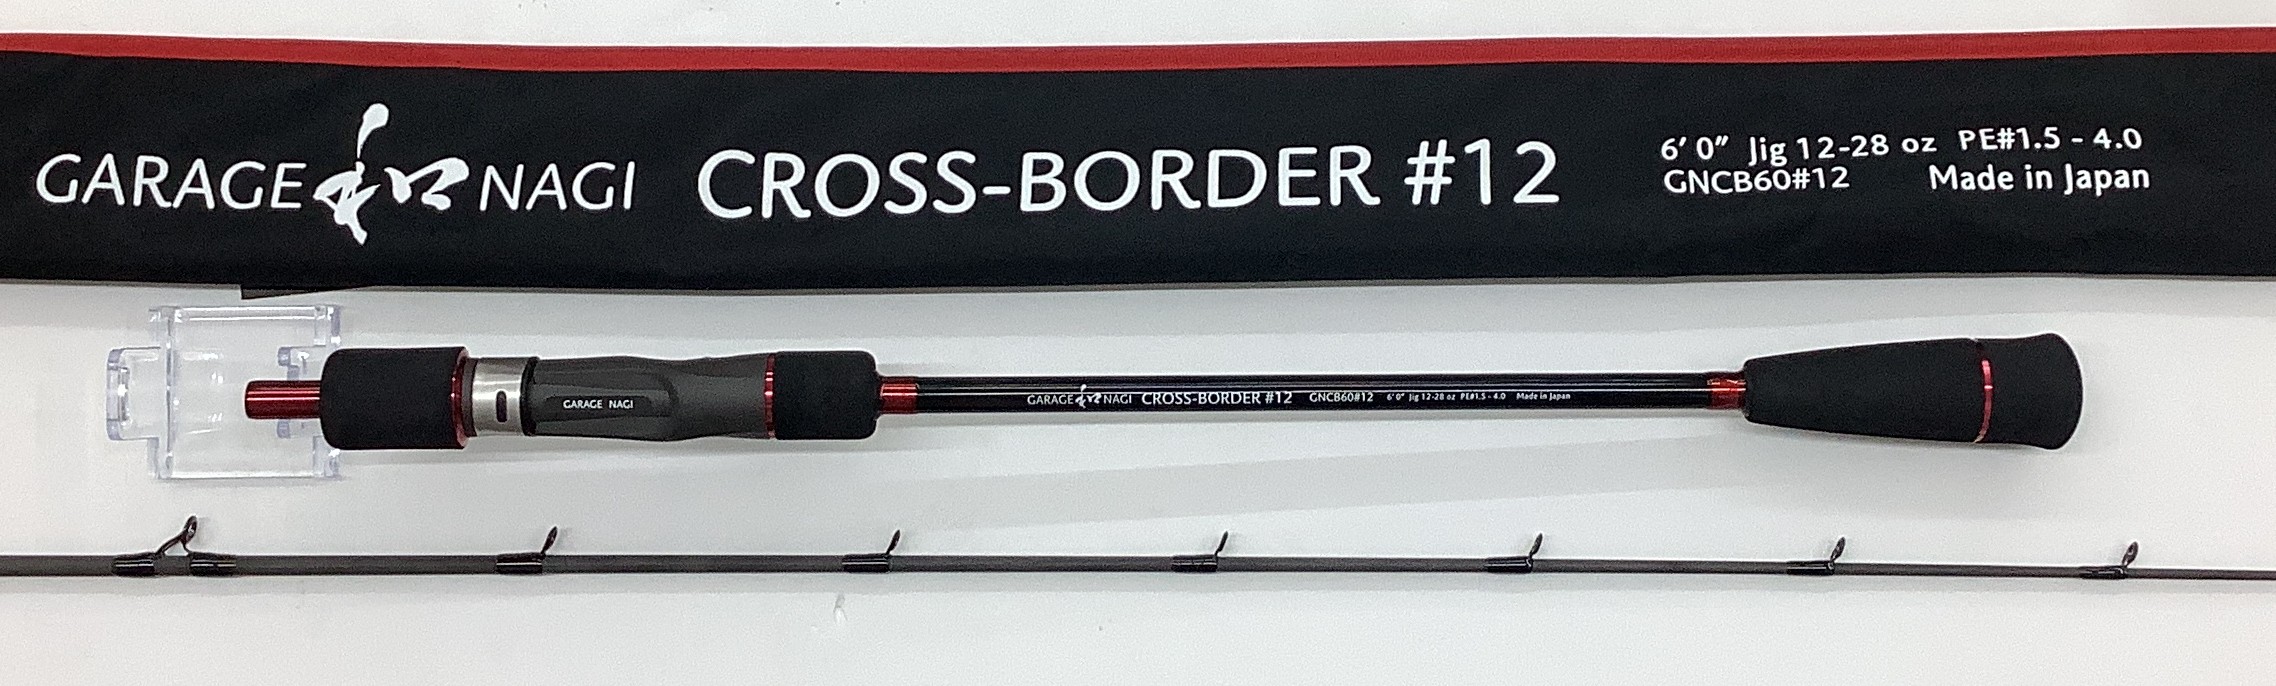 GARAGE 和 NAGI CROSS-BORDER #12
6' 0" Jig 12-28 oz PE#1.5 - 4.0
GNCB60#12 Made in Japan
GARAGE NAGI
GARAGE 和 NAGI CROSS-BORDER #12 GNCB60#12 6' 0" Jig 12-28 oz PE#1.5 - 4.0 Made in Japan